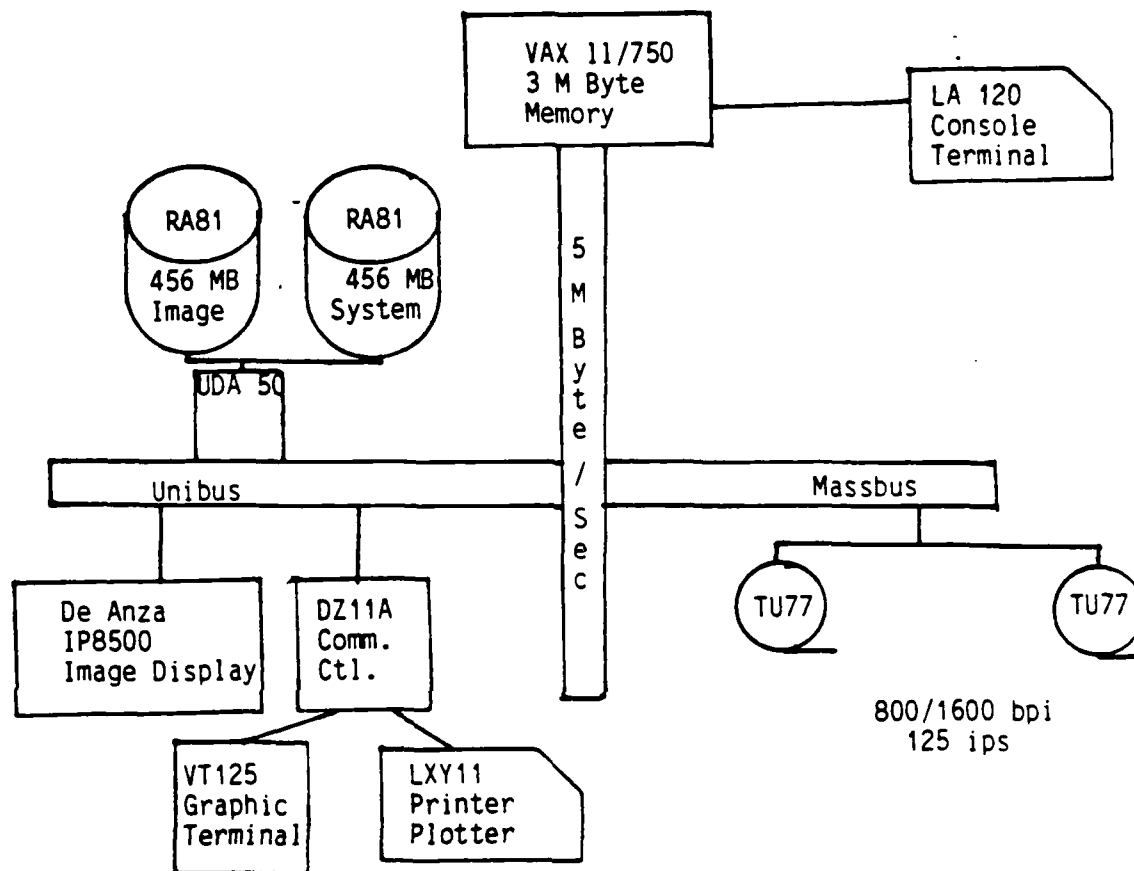 VAX 11/750
3 M Byte
Memory
LA 120
Console
Terminal
RA81
456 MB
Image
RA81
456 MB
System
UDA 50
5 M Byte/Sec
Unibus
Massbus
De Anza
IP8500
Image Display
DZ11A
Comm.
Ctl.
TU77
TU77
800/1600 bpi
125 ips
VT125
Graphic
Terminal
LXY11
Printer
Plotter